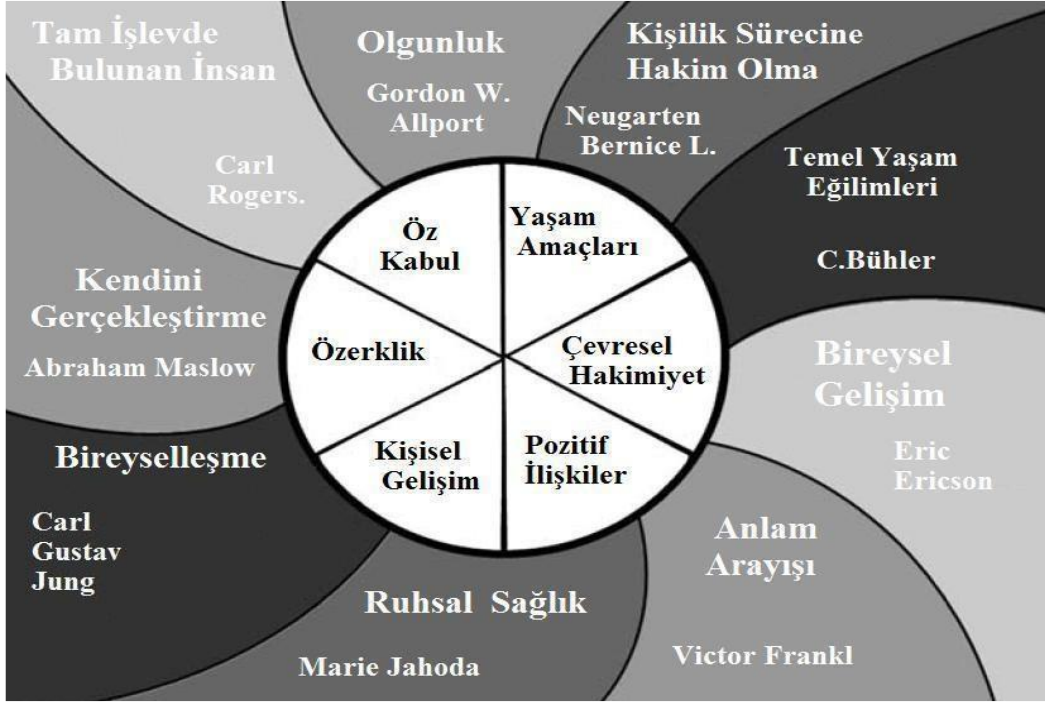 Tam İşlevde
Bulunan İnsan
Carl
Rogers.
Olgunluk
Gordon W.
Allport
Kişilik Sürecine
Hakim Olma
Neugarten
Bernice L.
Temel Yaşam
Eğilimleri
C.Bühler
Kendini
Gerçekleştirme
Abraham Maslow
Öz
Kabul
Yaşam
Amaçları
Özerklik
Çevresel
Hakimiyet
Kişisel
Gelişim
Pozitif
İlişkiler
Bireysel
Gelişim
Eric
Ericson
Bireyselleşme
Carl
Gustav
Jung
Anlam
Arayışı
Victor Frankl
Ruhsal Sağlık
Marie Jahoda